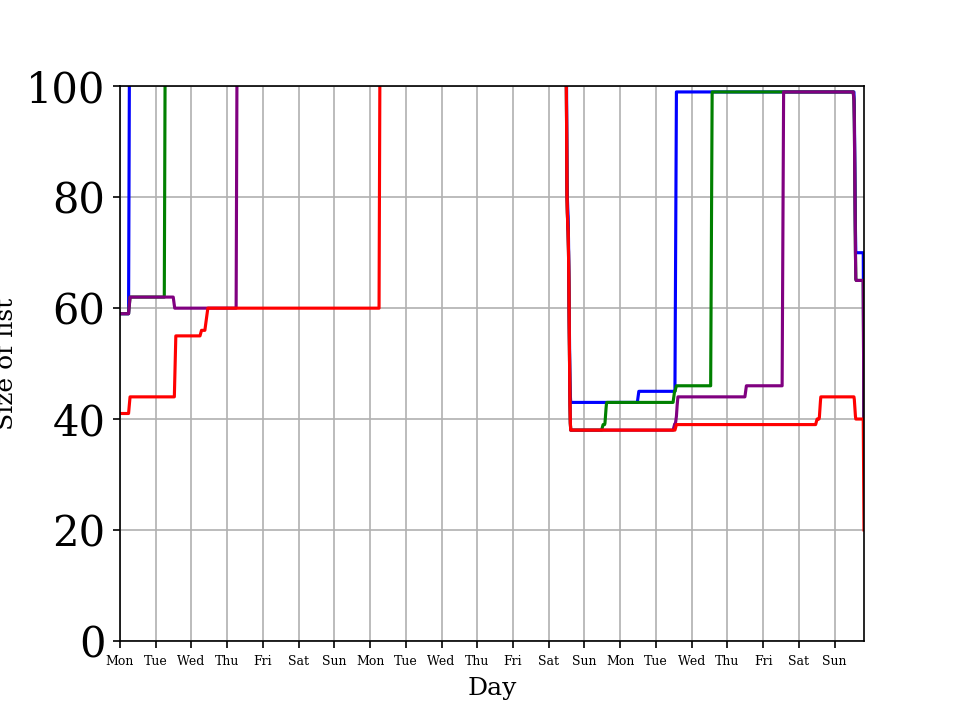 100
80
60
40
20
0
Size of list
Mon Tue Wed Thu Fri Sat Sun Mon Tue Wed Thu Fri Sat Sun Mon Tue Wed Thu Fri Sat Sun
Day